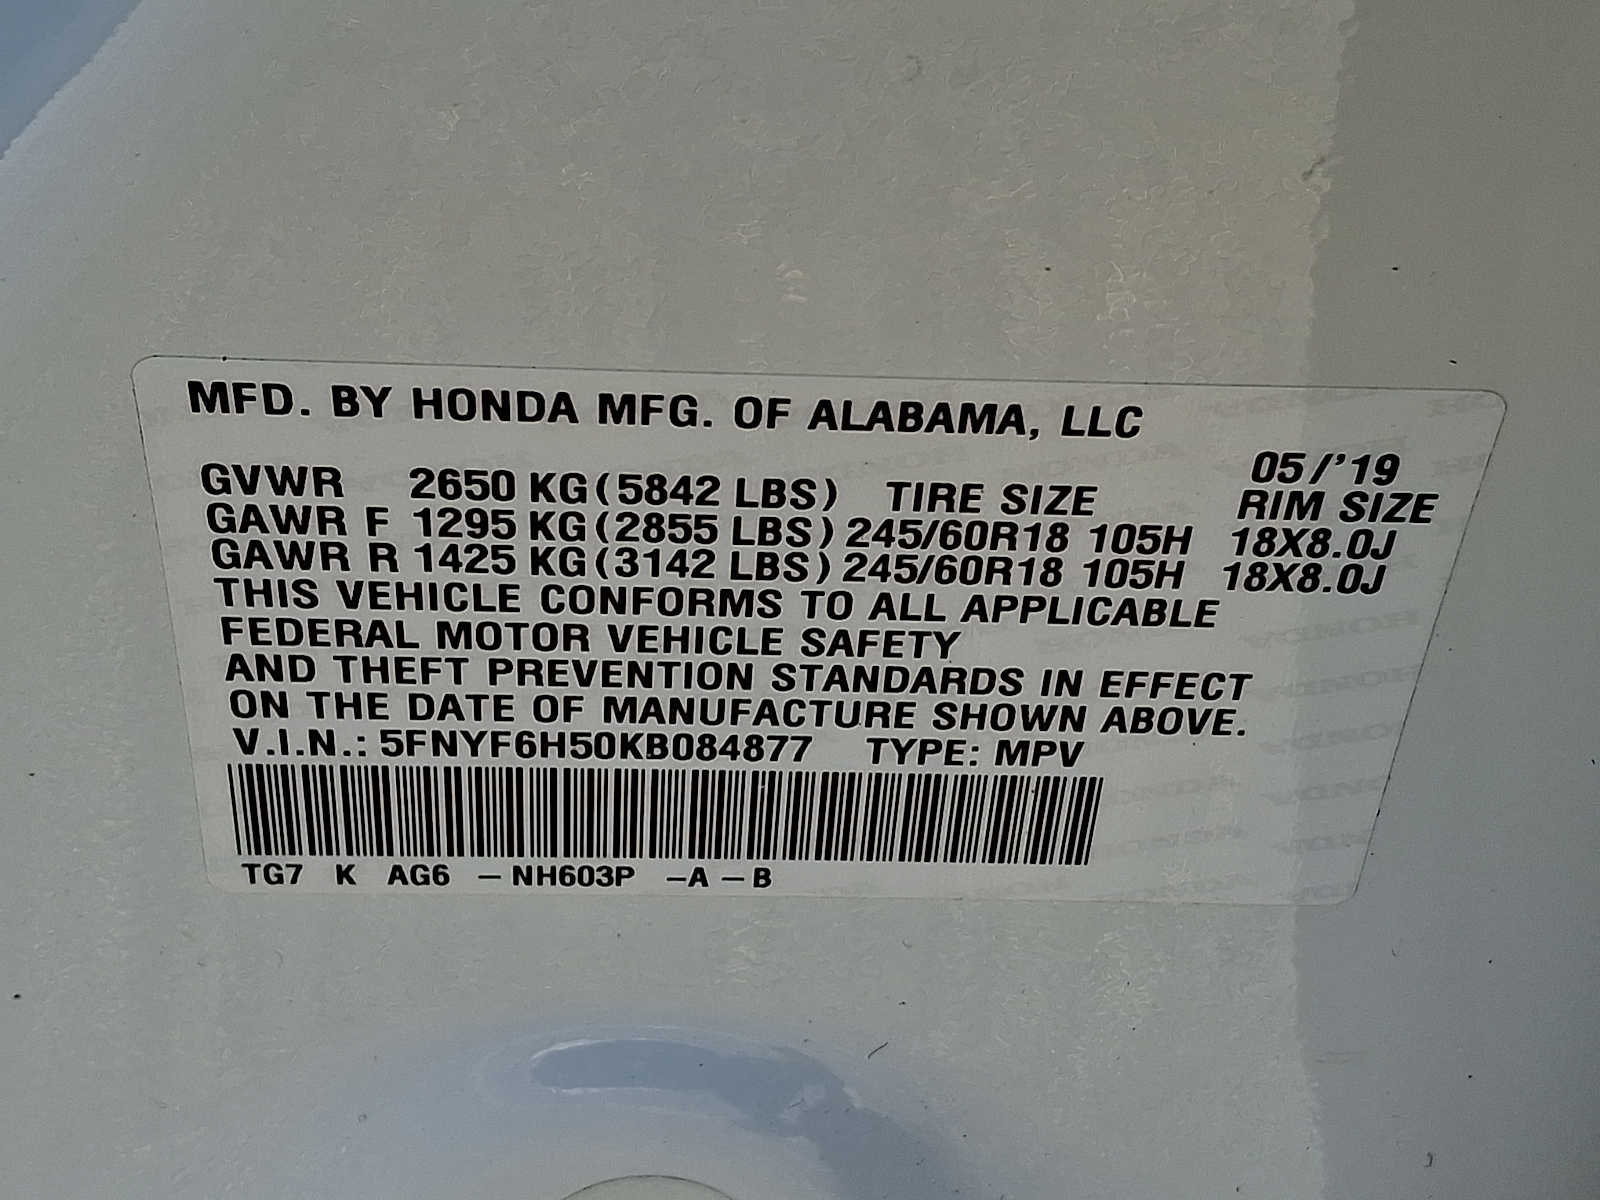 MFD. BY HONDA MFG. OF ALABAMA, LLC
05/'19
GVWR 2650 KG (5842 LBS) TIRE SIZE RIM SIZE
GAWR F 1295 KG (2855 LBS) 245/60R18 105H 18X8.0J
GAWR R 1425 KG (3142 LBS) 245/60R18 105H 18X8.0J
THIS VEHICLE CONFORMS TO ALL APPLICABLE
FEDERAL MOTOR VEHICLE SAFETY
AND THEFT PREVENTION STANDARDS IN EFFECT
ON THE DATE OF MANUFACTURE SHOWN ABOVE.
V.I.N.: 5FNYF6H50KB084877 TYPE: MPV
TG7 K AG6 -NH603P -A -B